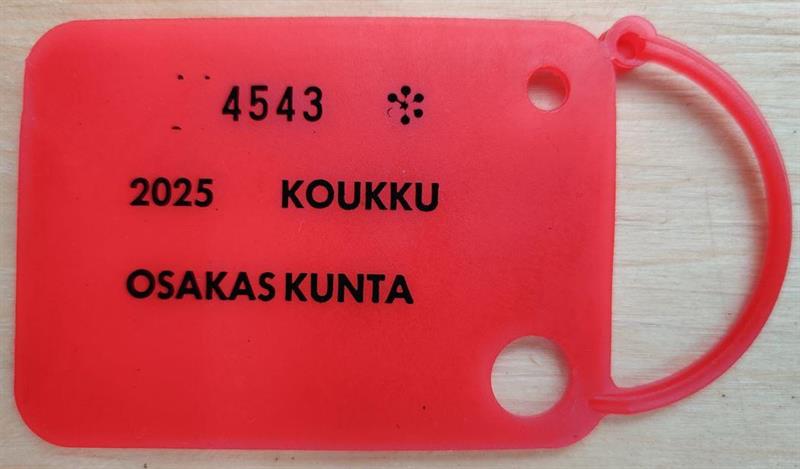 4543 *
2025 KOUKKU
OSAKAS KUNTA